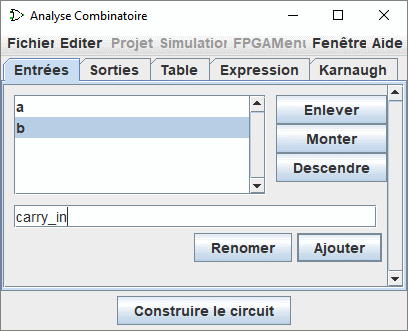 Analyse Combinatoire
Fichier Editer Projet Simulation FPGAMenu Fenêtre Aide
Entrées Sorties Table Expression Karnaugh
a
b
Enlever
Monter
Descendre
carry_in
Renomer Ajouter
Construire le circuit